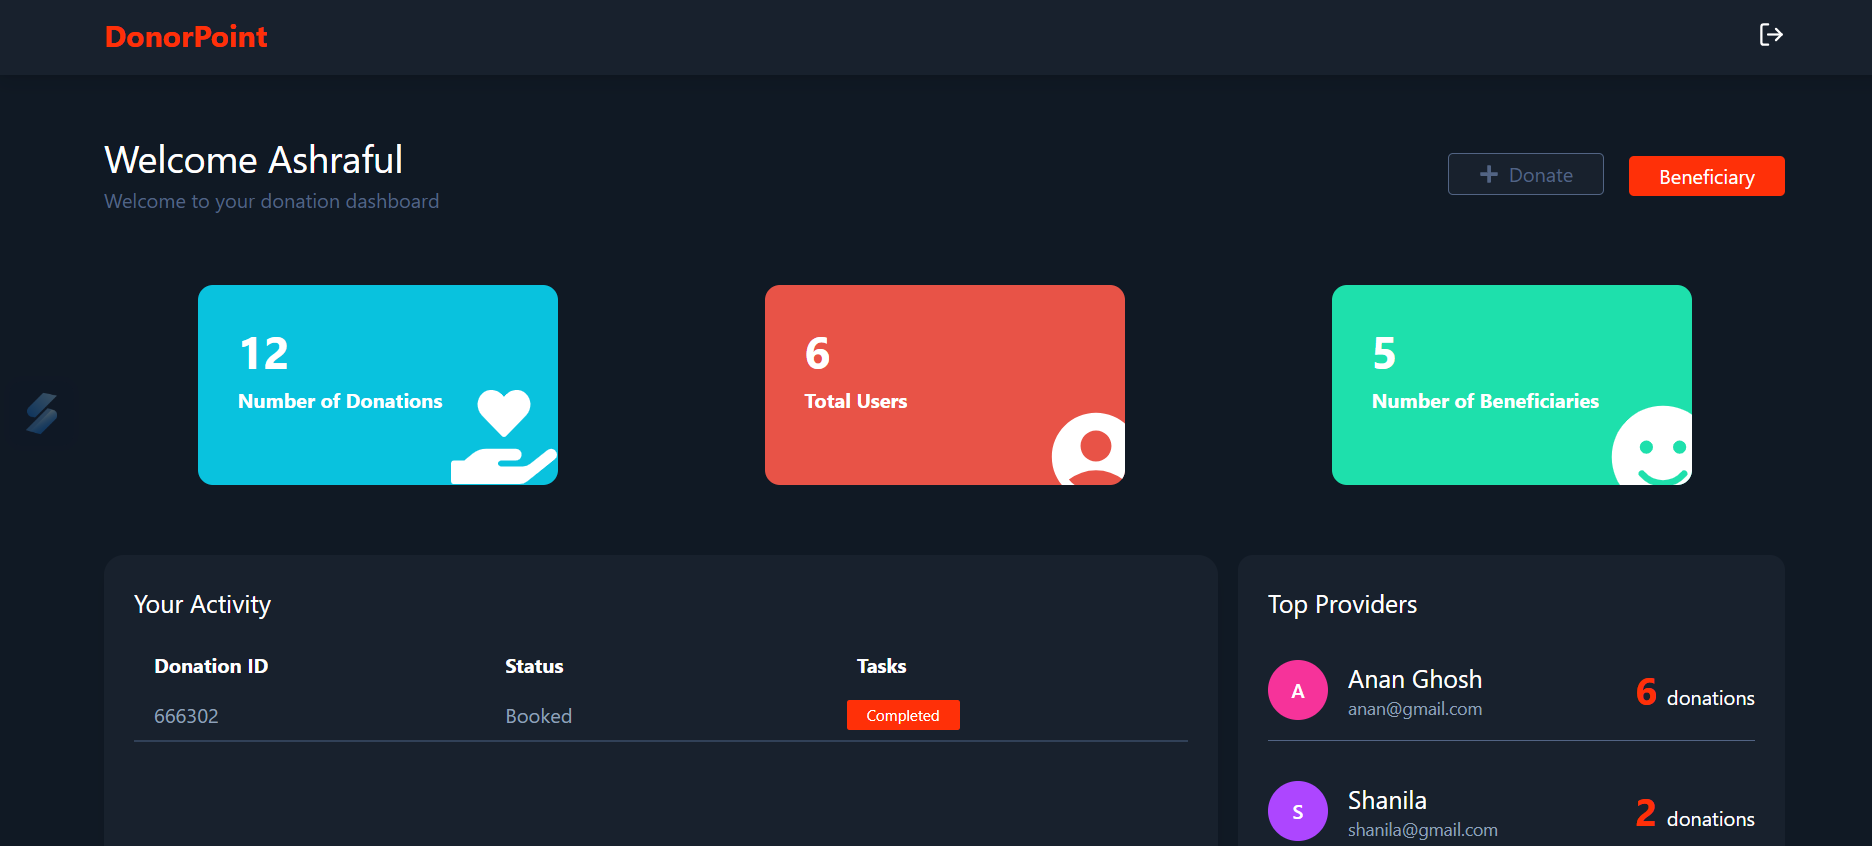 DonorPoint
Welcome Ashraful
Welcome to your donation dashboard
Donate
Beneficiary
12
Number of Donations
6
Total Users
5
Number of Beneficiaries
Your Activity
Donation ID Status Tasks
666302 Booked Completed
Top Providers
A
Anan Ghosh
anan@gmail.com
6 donations
S
Shanila
shanila@gmail.com
2 donations